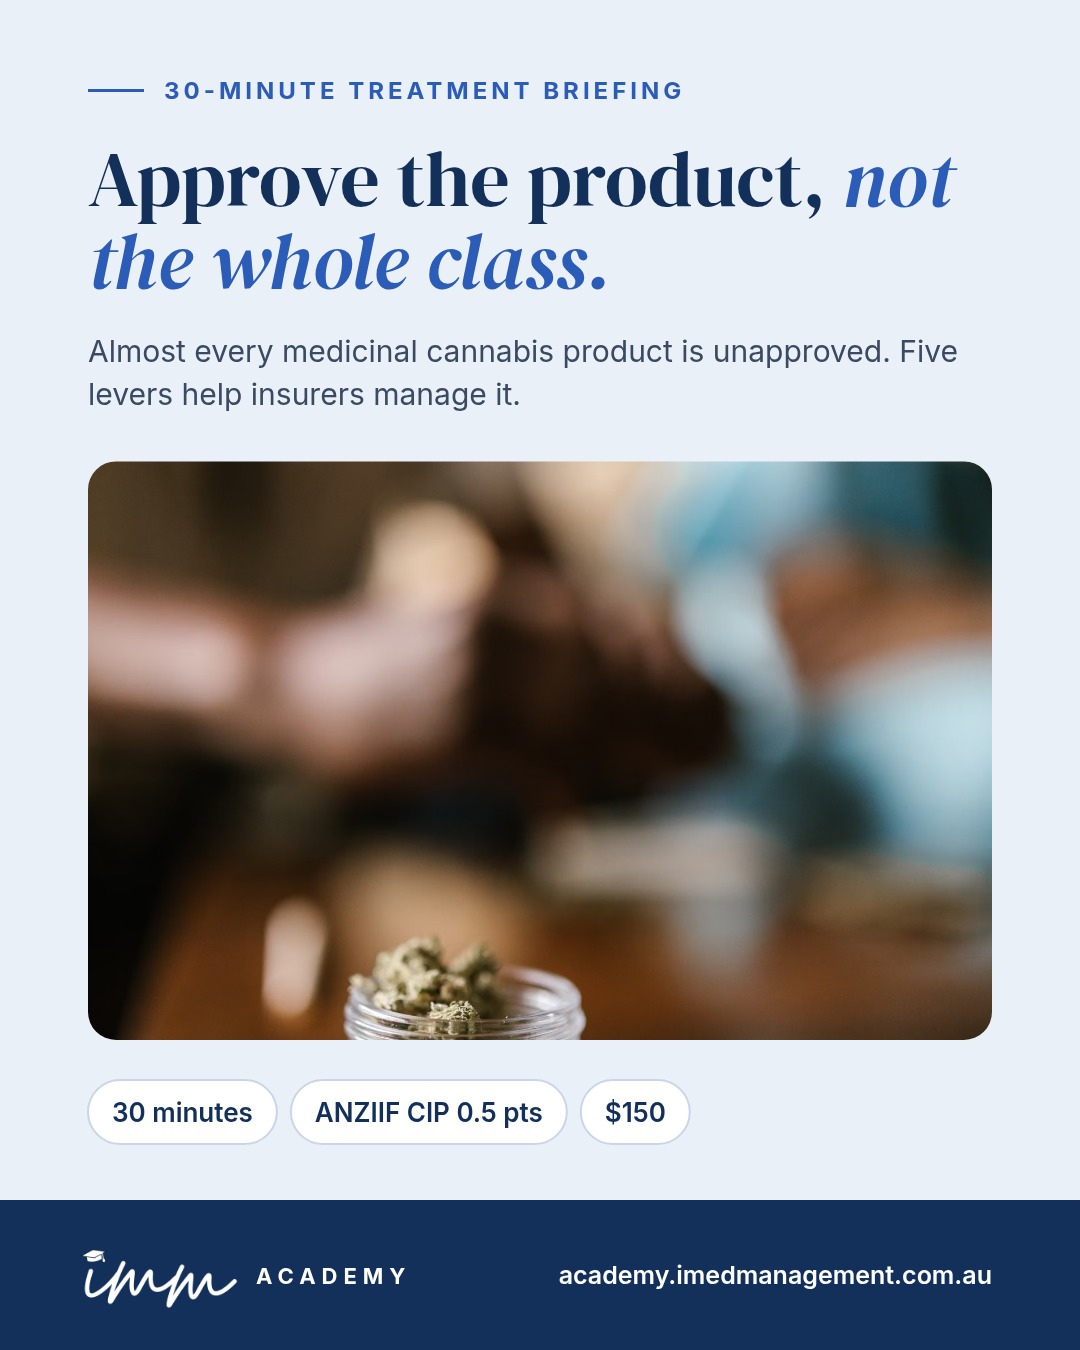 30-MINUTE TREATMENT BRIEFING
Approve the product, not
the whole class.
Almost every medicinal cannabis product is unapproved. Five
levers help insurers manage it.
30 minutes
ANZIIF CIP 0.5 pts
$150
imm ACADEMY
academy.imedmanagement.com.au